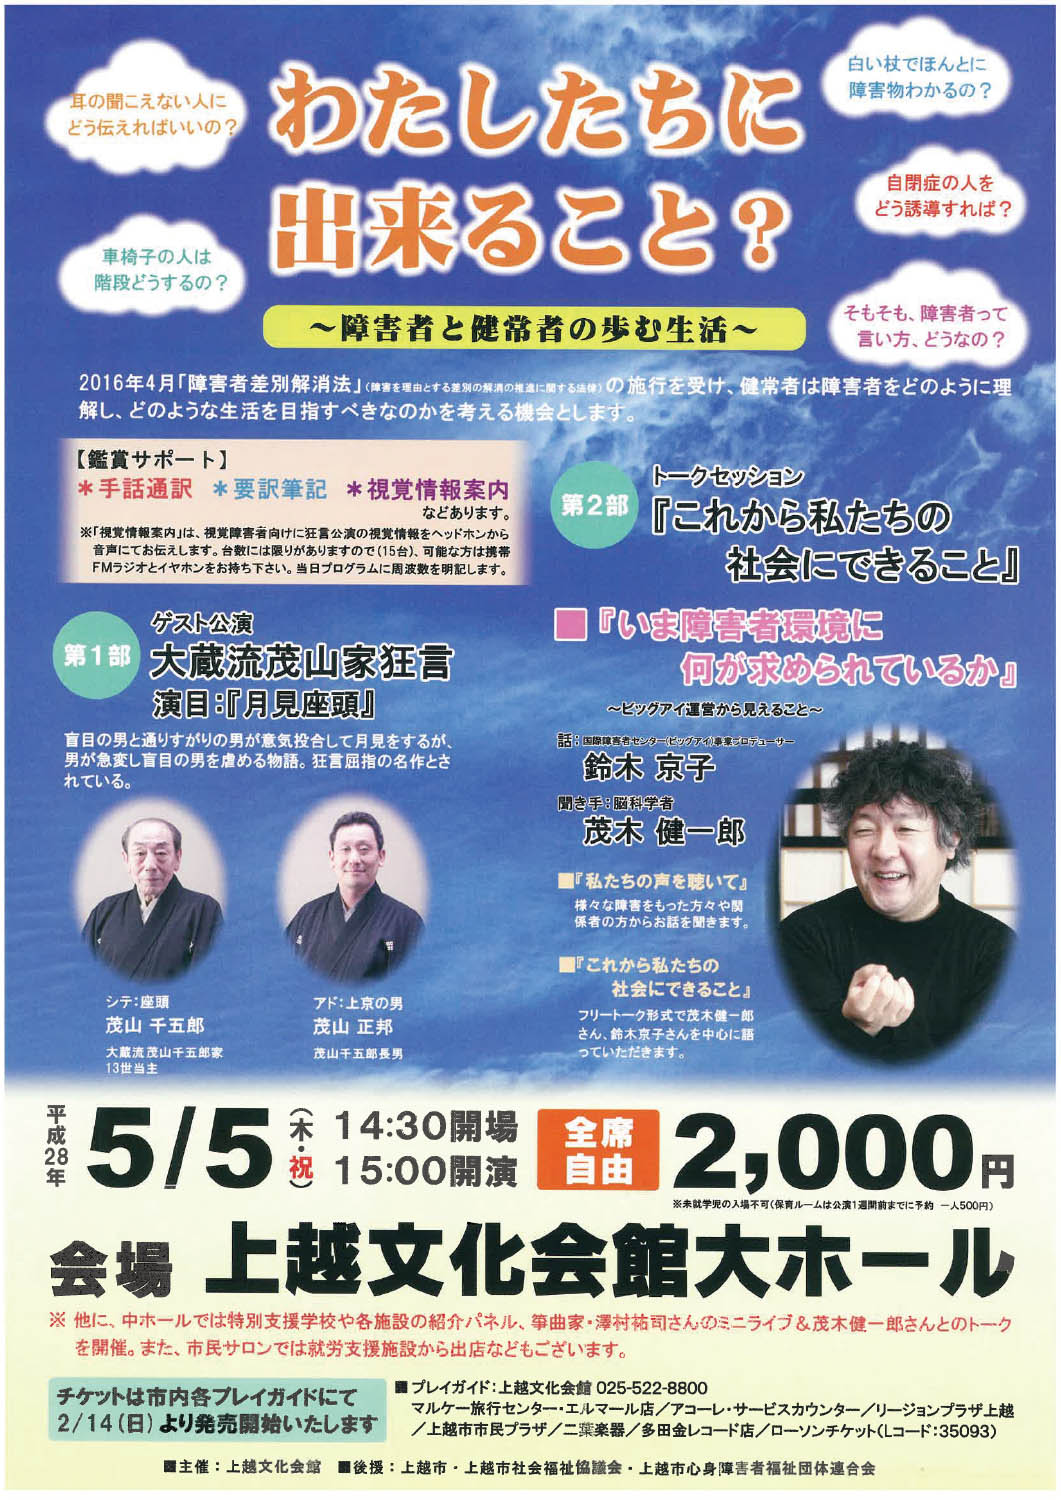 耳の聞こえない人に
どう伝えればいいの？
わたしたちに
出来ること？
白い杖でほんとに
障害物わかるの？
自閉症の人を
どう誘導すれば？
車椅子の人は
階段どうするの？
そもそも、障害者って
言い方、どうなの？
～障害者と健常者の歩む生活～
2016年4月「障害者差別解消法」(障害を理由とする差別の解消の推進に関する法律)の施行を受け、健常者は障害者をどのように理
解し、どのような生活を目指すべきなのかを考える機会とします。
【鑑賞サポート】
＊手話通訳 ＊要訳筆記 ＊視覚情報案内
などあります。
※「視覚情報案内」は、視覚障害者向けに狂言公演の視覚情報をヘッドホンから
音声にてお伝えします。台数には限りがありますので(15台)、可能な方は携帯
FMラジオとイヤホンをお持ち下さい。当日プログラムに周波数を明記します。
第1部
ゲスト公演
大蔵流茂山家狂言
演目：『月見座頭』
盲目の男と通りすがりの男が意気投合して月見をするが、
男が急変し盲目の男を虐める物語。狂言屈指の名作とさ
れている。
シテ：座頭
茂山 千五郎
大蔵流 茂山千五郎家
13世当主
アド：上京の男
茂山 正邦
茂山千五郎長男
第2部
トークセッション
『これから私たちの
社会にできること』
■『いま障害者環境に
何が求められているか』
～ビッグアイ運営から見えること～
話：国際障害者センター(ビッグアイ)事業プロデューサー
鈴木 京子
聞き手：脳科学者
茂木 健一郎
■『私たちの声を聴いて』
様々な障害をもった方々や関
係者の方からお話を聞きます。
■『これから私たちの
社会にできること』
フリートーク形式で茂木健一郎
さん、鈴木京子さんを中心に語
っていただきます。
平成28年
5/5(木・祝)
14:30開場
15:00開演
全席
自由
2,000円
※未就学児の入場不可(保育ルームは公演1週間前までに予約 一人500円)
会場 上越文化会館大ホール
※ 他に、中ホールでは特別支援学校や各施設の紹介パネル、箏曲家・澤村祐司さんのミニライブ＆茂木健一郎さんとのトーク
を開催。また、市民サロンでは就労支援施設から出店などもございます。
チケットは市内各プレイガイドにて
2/14(日)より発売開始いたします
■プレイガイド：上越文化会館 025-522-8800
マルケー旅行センター・エルマール店／アコーレ・サービスカウンター／リージョンプラザ上越
／上越市市民プラザ／二葉楽器／多田金レコード店／ローソンチケット(Lコード：35093)
■主催：上越文化会館 ■後援：上越市・上越市社会福祉協議会・上越市心身障害者福祉団体連合会